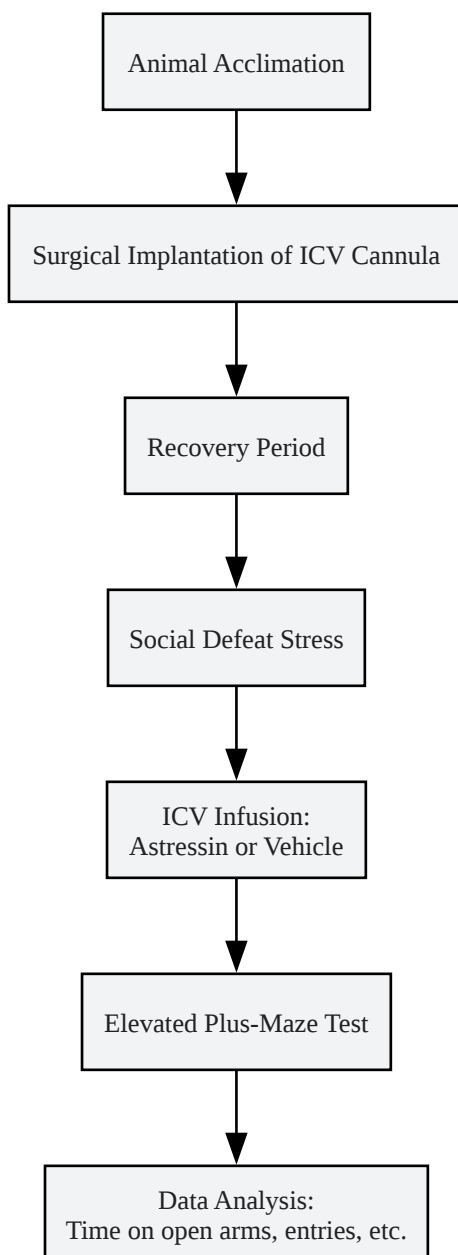 Animal Acclimation
Surgical Implantation of ICV Cannula
Recovery Period
Social Defeat Stress
ICV Infusion:
Astressin or Vehicle
Elevated Plus-Maze Test
Data Analysis:
Time on open arms, entries, etc.